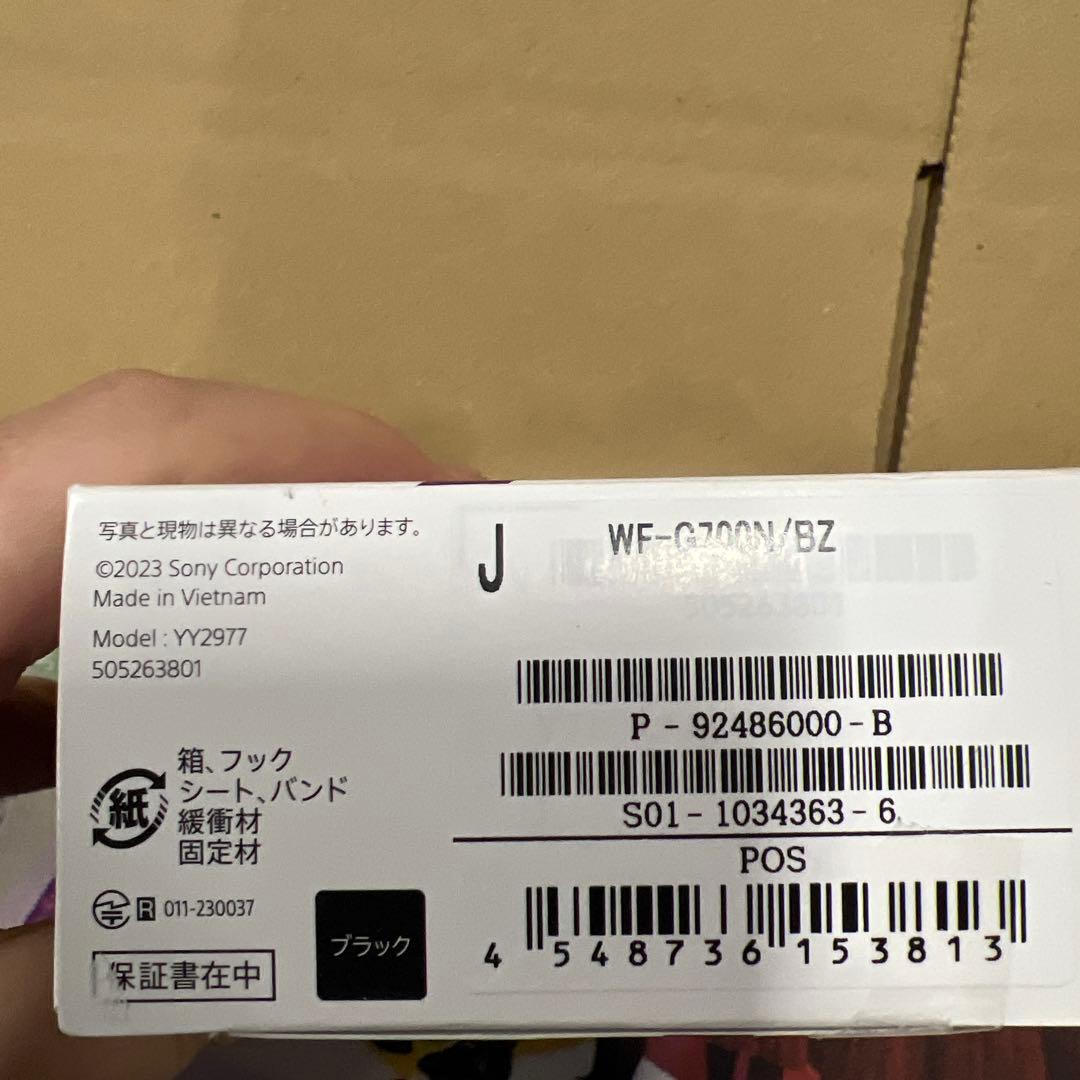 写真と現物は異なる場合があります。
©2023 Sony Corporation
Made in Vietnam
Model : YY2977
505263801
箱、フック
シート、バンド
緩衝材
固定材
紙
R 011-230037
保証書在中
ブラック
J
WF-G700N/BZ
505263801
P - 92486000 - B
S01 - 1034363 - 6
POS
4 548736 153813